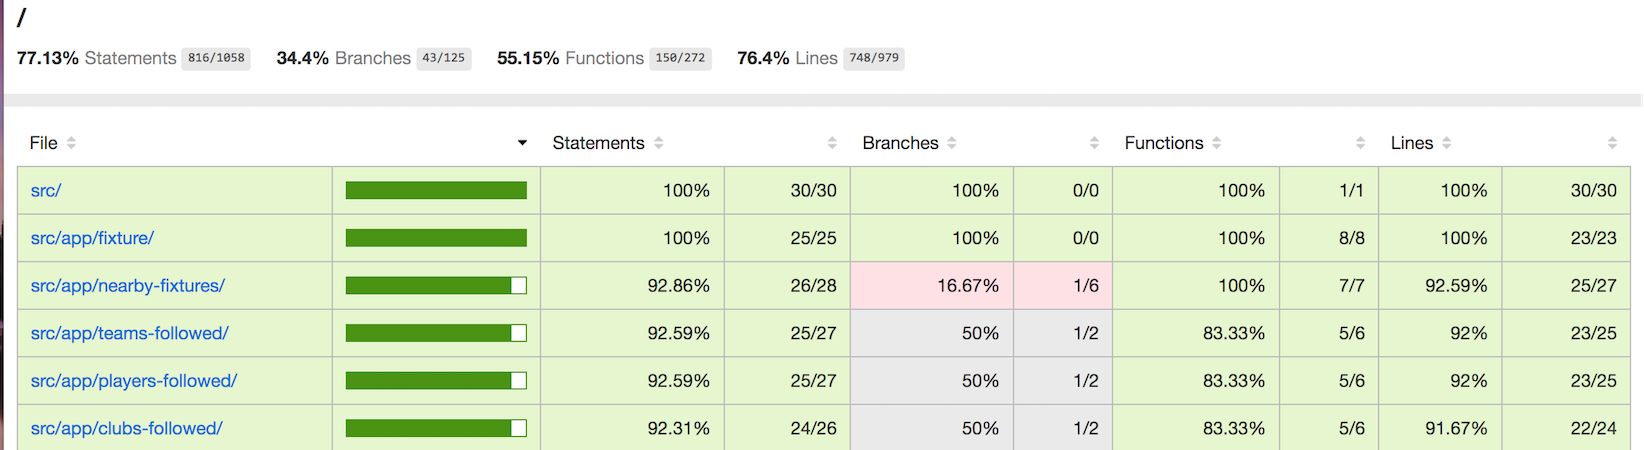 /
77.13% Statements 816/1058 34.4% Branches 43/125 55.15% Functions 150/272 76.4% Lines 748/979
File Statements Branches Functions Lines
src/ 100% 30/30 100% 0/0 100% 1/1 100% 30/30
src/app/fixture/ 100% 25/25 100% 0/0 100% 8/8 100% 23/23
src/app/nearby-fixtures/ 92.86% 26/28 16.67% 1/6 100% 7/7 92.59% 25/27
src/app/teams-followed/ 92.59% 25/27 50% 1/2 83.33% 5/6 92% 23/25
src/app/players-followed/ 92.59% 25/27 50% 1/2 83.33% 5/6 92% 23/25
src/app/clubs-followed/ 92.31% 24/26 50% 1/2 83.33% 5/6 91.67% 22/24